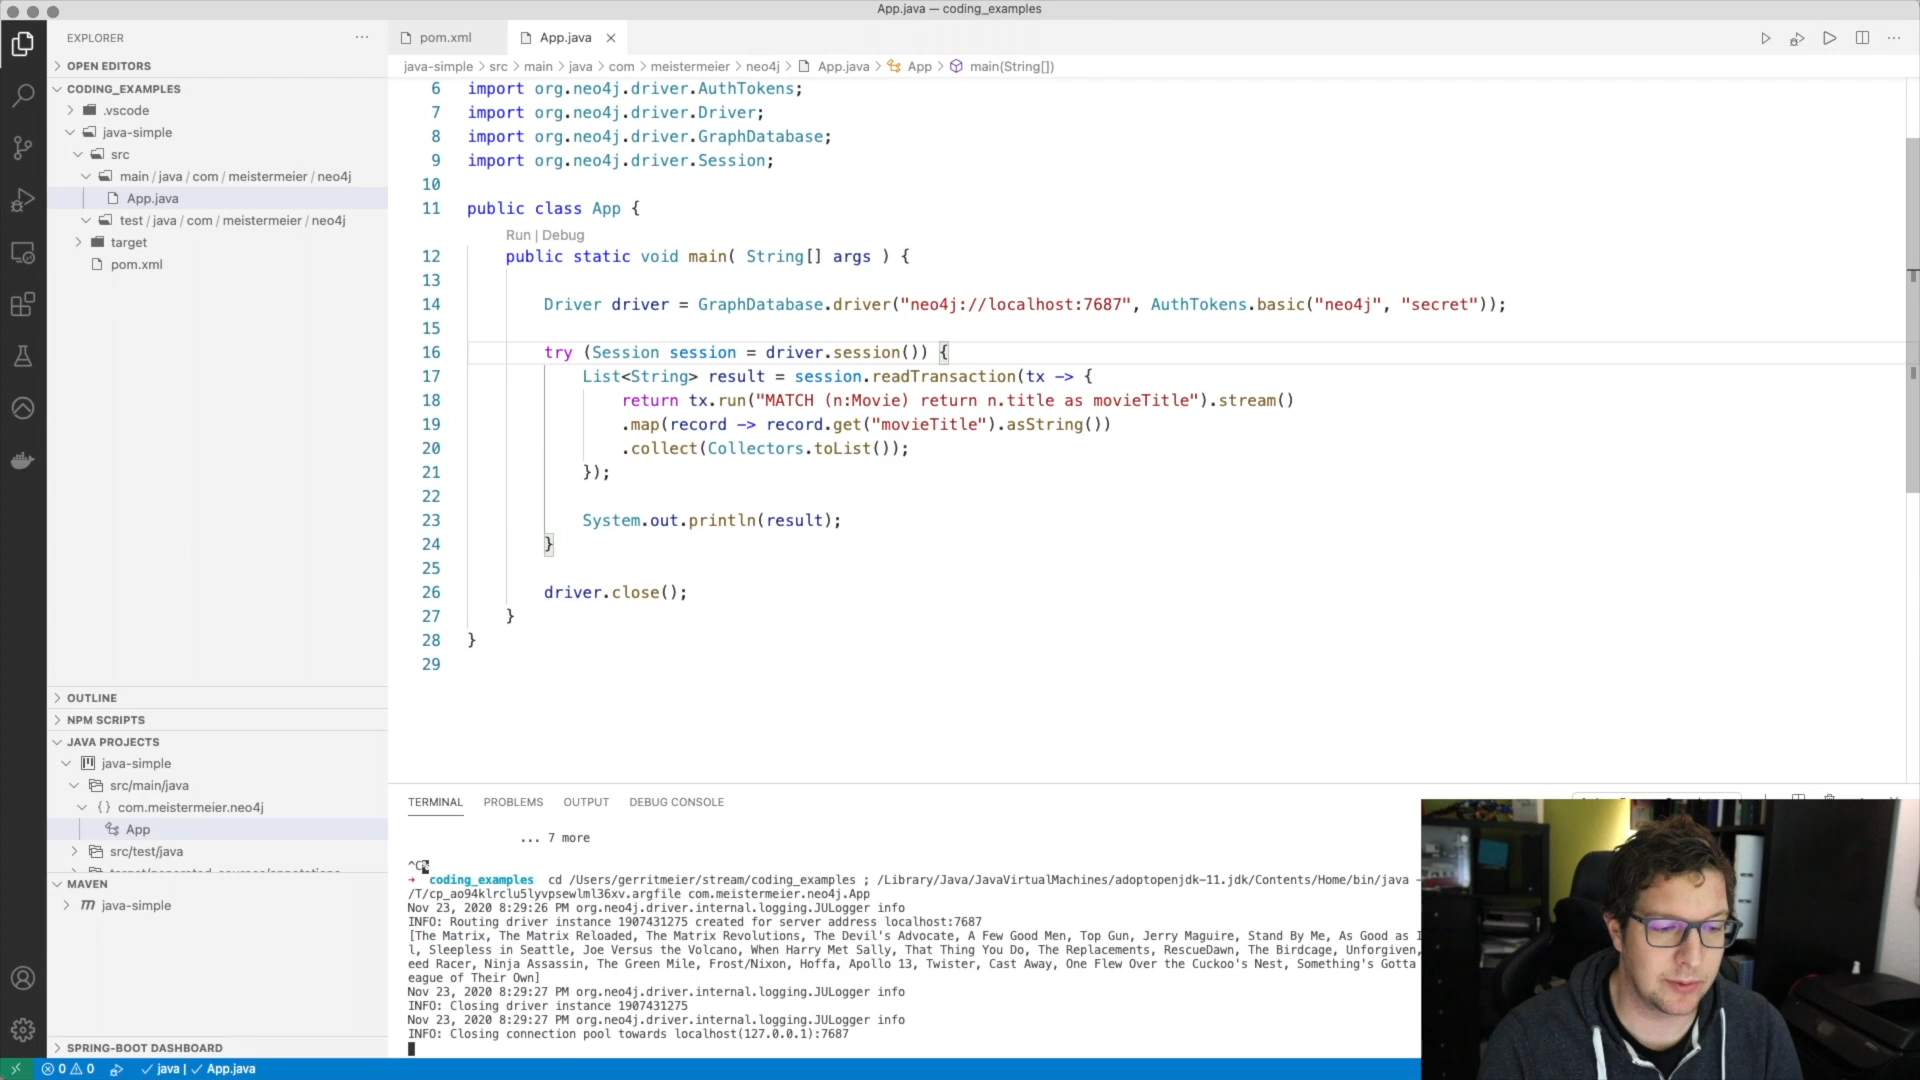 App.java — coding_examples
EXPLORER
OPEN EDITORS
CODING_EXAMPLES
.vscode
java-simple
src
main / java / com / meistermeier / neo4j
App.java
test / java / com / meistermeier / neo4j
target
pom.xml
OUTLINE
NPM SCRIPTS
JAVA PROJECTS
java-simple
src/main/java
com.meistermeier.neo4j
App
src/test/java
MAVEN
java-simple
SPRING-BOOT DASHBOARD
pom.xml
App.java
java-simple > src > main > java > com > meistermeier > neo4j > App.java > App > main(String[])
6 import org.neo4j.driver.AuthTokens;
7 import org.neo4j.driver.Driver;
8 import org.neo4j.driver.GraphDatabase;
9 import org.neo4j.driver.Session;
10
11 public class App {
Run | Debug
12 public static void main( String[] args ) {
13
14 Driver driver = GraphDatabase.driver("neo4j://localhost:7687", AuthTokens.basic("neo4j", "secret"));
15
16 try (Session session = driver.session()) {
17 List<String> result = session.readTransaction(tx -> {
18 return tx.run("MATCH (n:Movie) return n.title as movieTitle").stream()
19 .map(record -> record.get("movieTitle").asString())
20 .collect(Collectors.toList());
21 });
22
23 System.out.println(result);
24 }
25
26 driver.close();
27 }
28 }
29
TERMINAL PROBLEMS OUTPUT DEBUG CONSOLE
... 7 more
^C
→ coding_examples cd /Users/gerritmeier/stream/coding_examples ; /Library/Java/JavaVirtualMachines/adoptopenjdk-11.jdk/Contents/Home/bin/java
/T/cp_ao94klrclu5lyvpsewlml36xv.argfile com.meistermeier.neo4j.App
Nov 23, 2020 8:29:26 PM org.neo4j.driver.internal.logging.JULogger info
INFO: Routing driver instance 1907431275 created for server address localhost:7687
[The Matrix, The Matrix Reloaded, The Matrix Revolutions, The Devil's Advocate, A Few Good Men, Top Gun, Jerry Maguire, Stand By Me, As Good as I
l, Sleepless in Seattle, Joe Versus the Volcano, When Harry Met Sally, That Thing You Do, The Replacements, RescueDawn, The Birdcage, Unforgiven,
eed Racer, Ninja Assassin, The Green Mile, Frost/Nixon, Hoffa, Apollo 13, Twister, Cast Away, One Flew Over the Cuckoo's Nest, Something's Gotta
eague of Their Own]
Nov 23, 2020 8:29:27 PM org.neo4j.driver.internal.logging.JULogger info
INFO: Closing driver instance 1907431275
Nov 23, 2020 8:29:27 PM org.neo4j.driver.internal.logging.JULogger info
INFO: Closing connection pool towards localhost(127.0.0.1):7687
0 0 java | App.java